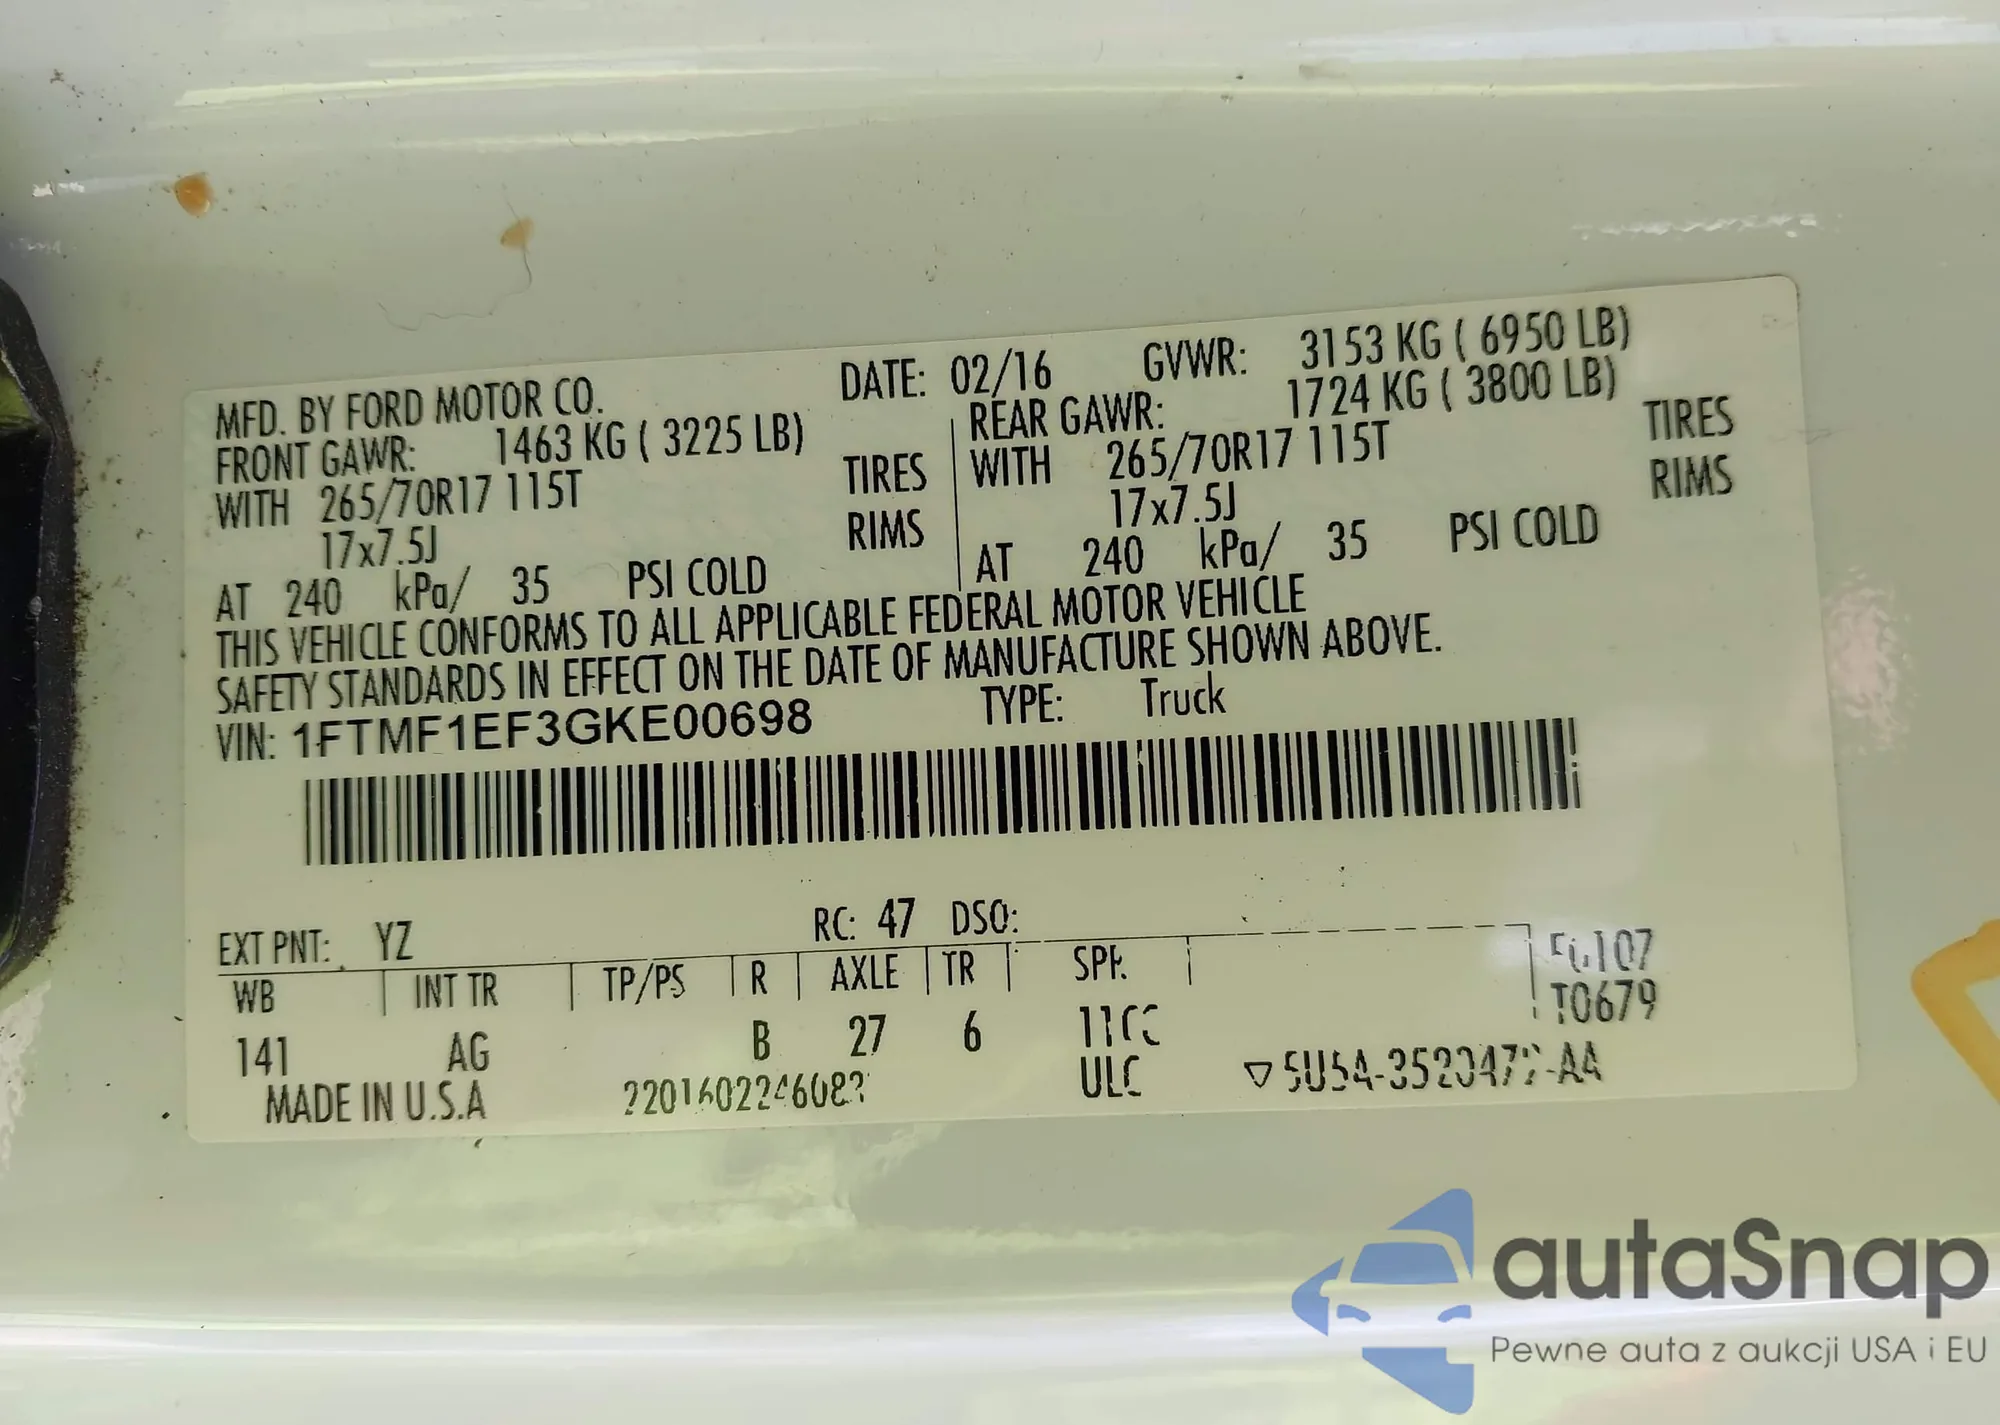 MFD. BY FORD MOTOR CO. DATE: 02/16 GVWR: 3153 KG ( 6950 LB)
FRONT GAWR: 1463 KG ( 3225 LB) REAR GAWR: 1724 KG ( 3800 LB)
WITH 265/70R17 115T TIRES WITH 265/70R17 115T TIRES
17x7.5J RIMS 17x7.5J RIMS
AT 240 kPa/ 35 PSI COLD AT 240 kPa/ 35 PSI COLD
THIS VEHICLE CONFORMS TO ALL APPLICABLE FEDERAL MOTOR VEHICLE
SAFETY STANDARDS IN EFFECT ON THE DATE OF MANUFACTURE SHOWN ABOVE.
VIN: 1FTMF1EF3GKE00698 TYPE: Truck
EXT PNT: YZ RC: 47 DSO:
WB INT TR TP/PS R AXLE TR SPR
T0679
141 AG B 27 6
MADE IN U.S.A
autaSnap
Pewne auta z aukcji USA i EU